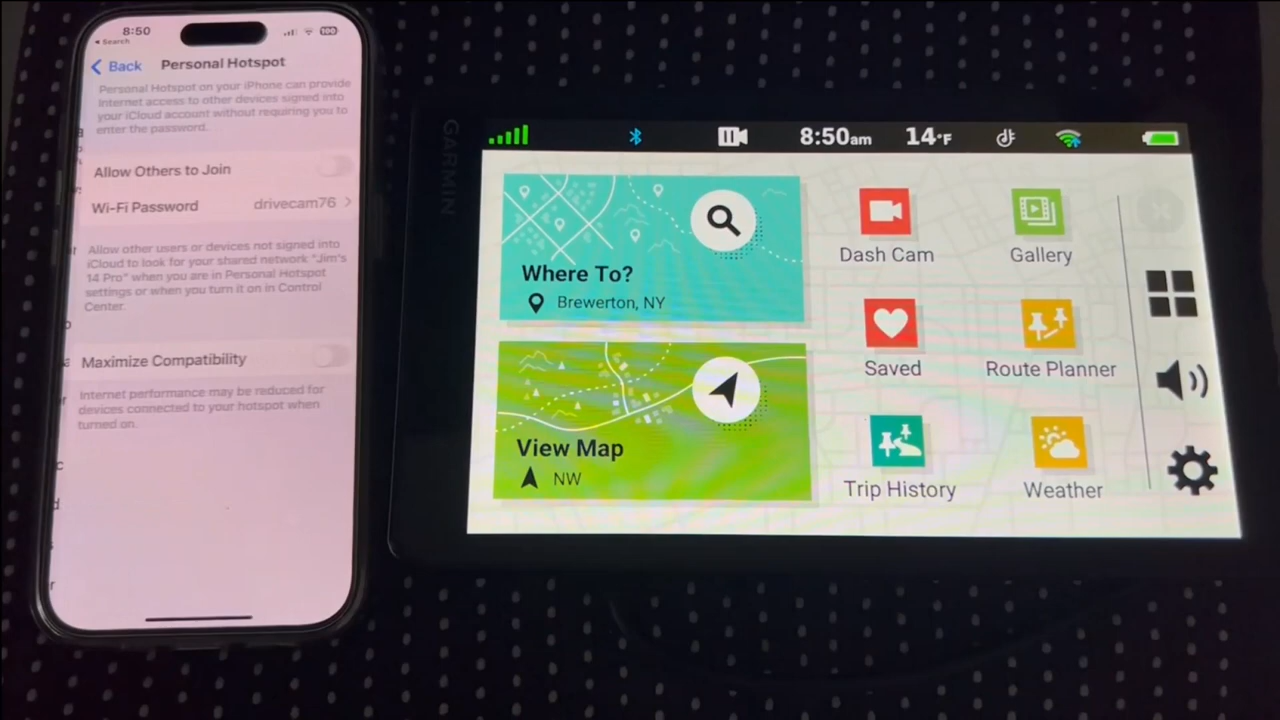 8:50
100
Search
Back
Personal Hotspot
Personal Hotspot on your iPhone can provide
Internet access to other devices signed into
your iCloud account without requiring you to
enter the password.
Allow Others to Join
Wi-Fi Password
drivecam76
Allow other users or devices not signed into
iCloud to look for your shared network "Jim's
14 Pro" when you are in Personal Hotspot
settings or when you turn it on in Control
Center.
Maximize Compatibility
Internet performance may be reduced for
devices connected to your hotspot when
turned on.
GARMIN
8:50am
14°F
Where To?
Brewerton, NY
View Map
NW
Dash Cam
Gallery
Saved
Route Planner
Trip History
Weather